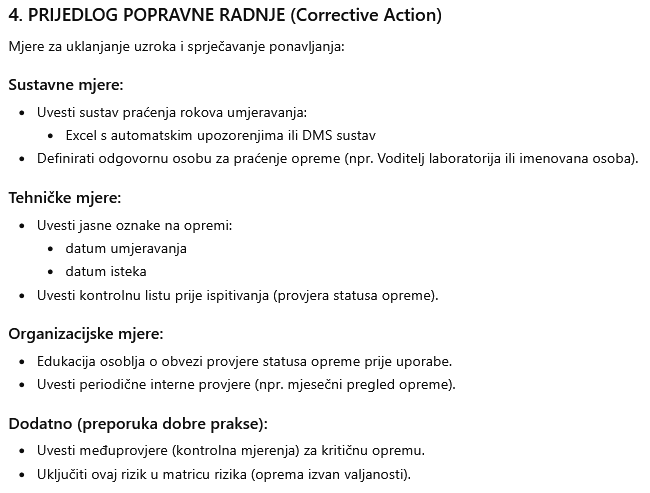 4. PRIJEDLOG POPRAVNE RADNJE (Corrective Action)
Mjere za uklanjanje uzroka i sprječavanje ponavljanja:
Sustavne mjere:
• Uvesti sustav praćenja rokova umjeravanja:
• Excel s automatskim upozorenjima ili DMS sustav
• Definirati odgovornu osobu za praćenje opreme (npr. Voditelj laboratorija ili imenovana osoba).
Tehničke mjere:
• Uvesti jasne oznake na opremi:
• datum umjeravanja
• datum isteka
• Uvesti kontrolnu listu prije ispitivanja (provjera statusa opreme).
Organizacijske mjere:
• Edukacija osoblja o obvezi provjere statusa opreme prije uporabe.
• Uvesti periodične interne provjere (npr. mjesečni pregled opreme).
Dodatno (preporuka dobre prakse):
• Uvesti međuprovjere (kontrolna mjerenja) za kritičnu opremu.
• Uključiti ovaj rizik u matricu rizika (oprema izvan valjanosti).